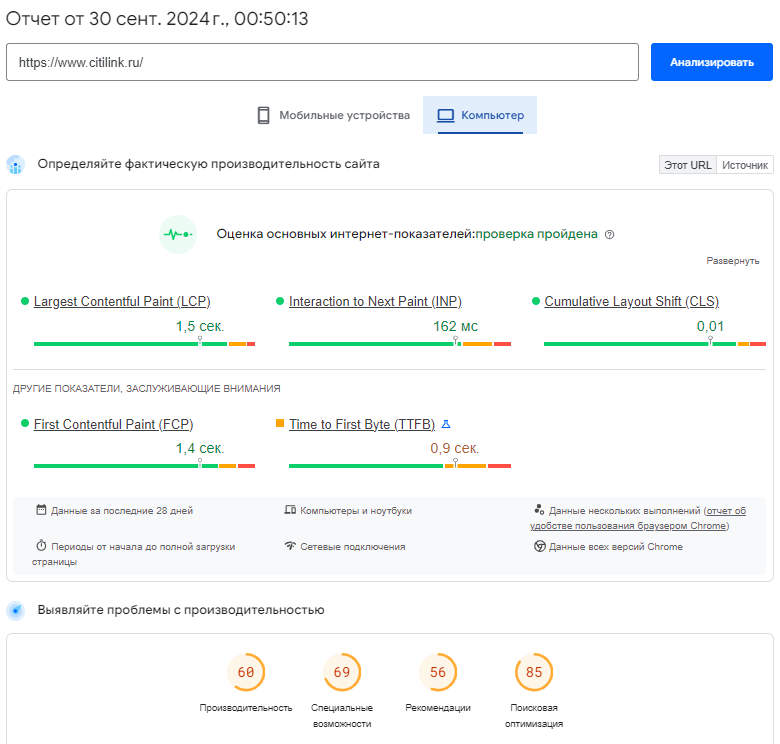 Отчет от 30 сент. 2024 г., 00:50:13
https://www.citilink.ru/
Анализировать
Мобильные устройства
Компьютер
Определяйте фактическую производительность сайта
Этот URL
Источник
Оценка основных интернет-показателей:проверка пройдена
Развернуть
Largest Contentful Paint (LCP)
1,5 сек.
Interaction to Next Paint (INP)
162 мс
Cumulative Layout Shift (CLS)
0,01
ДРУГИЕ ПОКАЗАТЕЛИ, ЗАСЛУЖИВАЮЩИЕ ВНИМАНИЯ
First Contentful Paint (FCP)
1,4 сек.
Time to First Byte (TTFB)
0,9 сек.
Данные за последние 28 дней
Компьютеры и ноутбуки
Данные нескольких выполнений (отчет об
удобстве пользования браузером Chrome)
Периоды от начала до полной загрузки
страницы
Сетевые подключения
Данные всех версий Chrome
Выявляйте проблемы с производительностью
60
Производительность
69
Специальные
возможности
56
Рекомендации
85
Поисковая
оптимизация